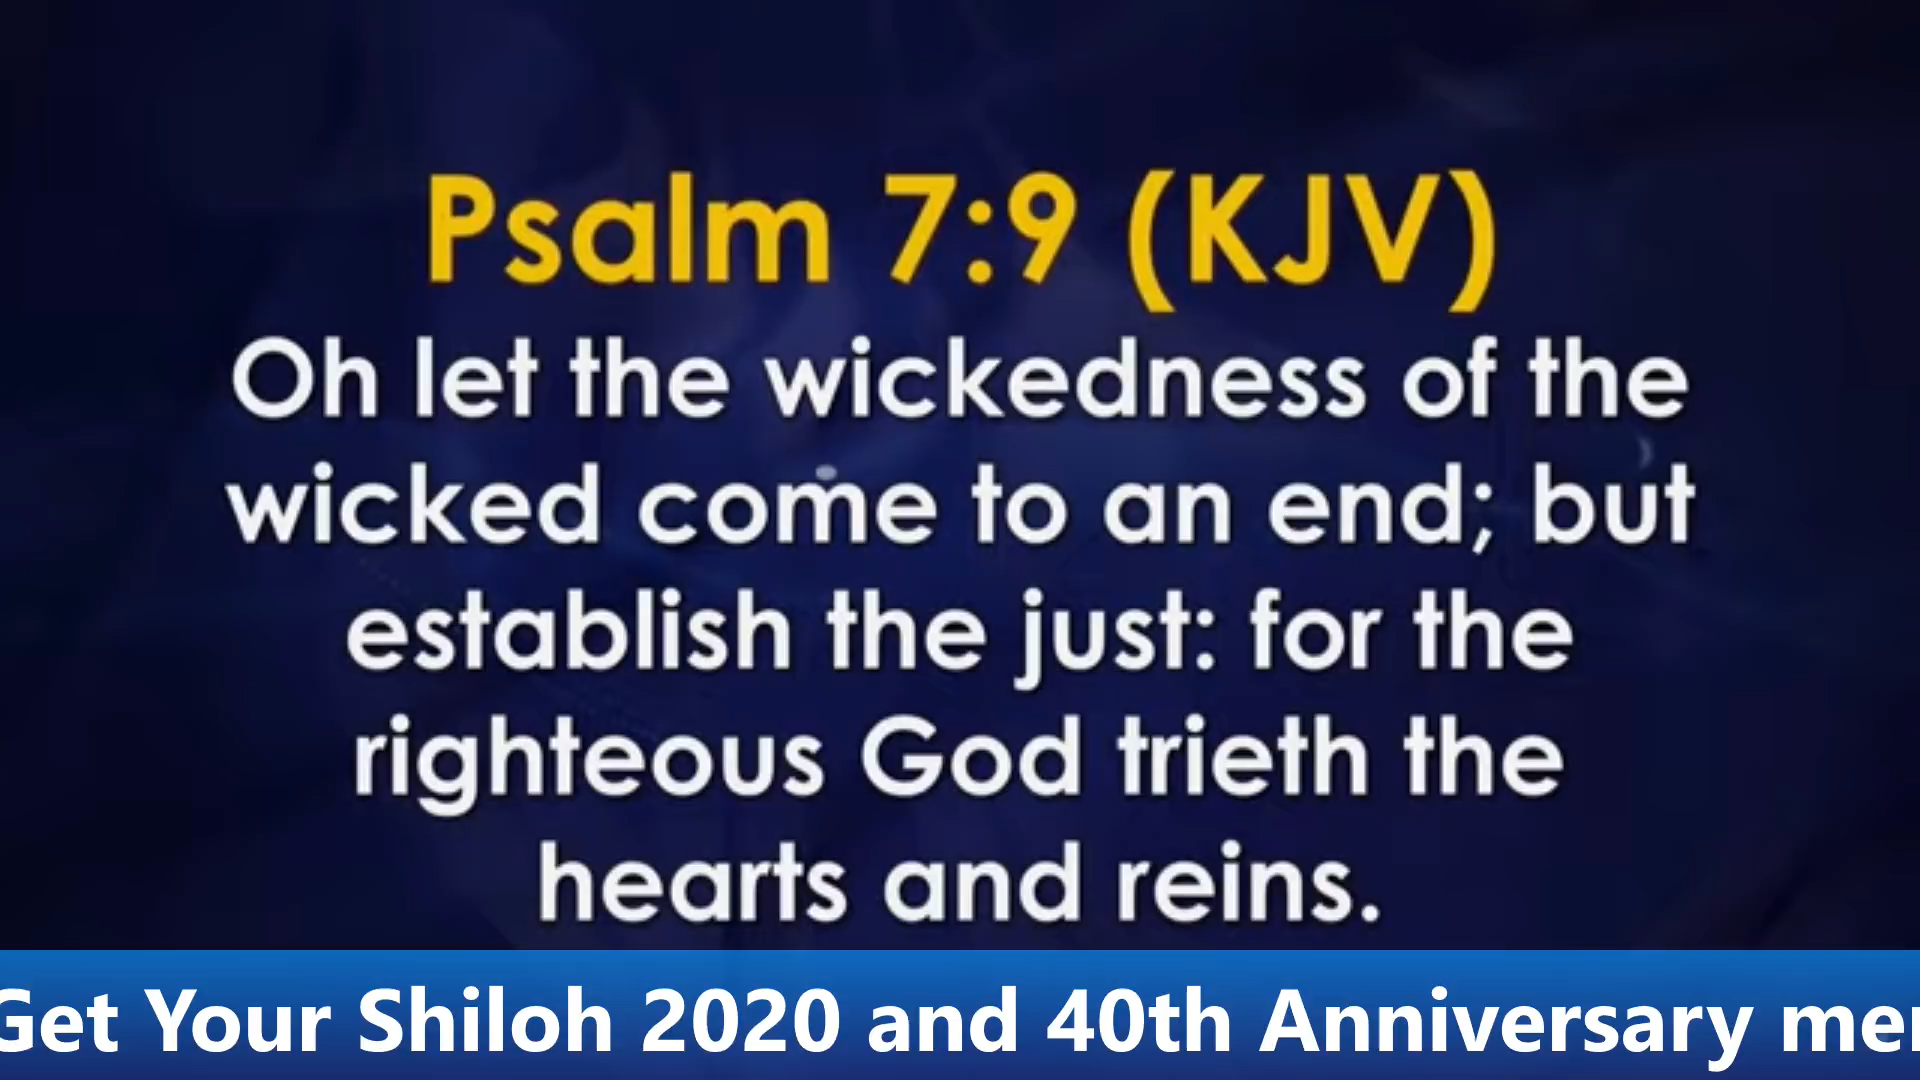 Psalm 7:9 (KJV)
Oh let the wickedness of the
wicked come to an end; but
establish the just: for the
righteous God trieth the
hearts and reins.
Get Your Shiloh 2020 and 40th Anniversary